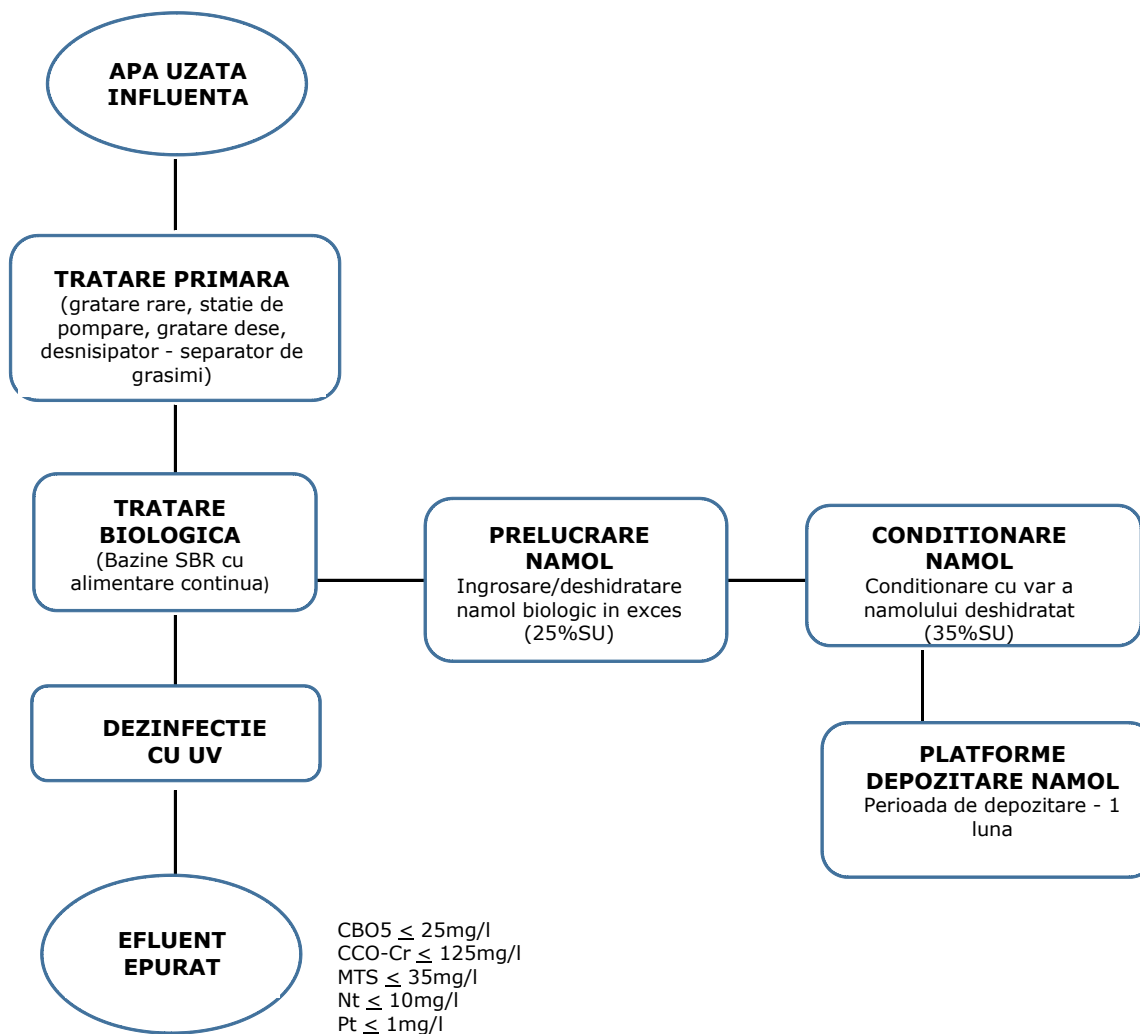 APA UZATA
INFLUENTA
TRATARE PRIMARA
(gratare rare, statie de
pompare, gratare dese,
desnisipator - separator de
grasimi)
TRATARE
BIOLOGICA
(Bazine SBR cu
alimentare continua)
PRELUCRARE
NAMOL
Ingrosare/deshidratare
namol biologic in exces
(25%SU)
CONDITIONARE
NAMOL
Conditionare cu var a
namolului deshidratat
(35%SU)
DEZINFECTIE
CU UV
PLATFORME
DEPOZITARE NAMOL
Perioada de depozitare - 1
luna
EFLUENT
EPURAT
CBO5 ≤ 25mg/l
CCO-Cr ≤ 125mg/l
MTS ≤ 35mg/l
Nt ≤ 10mg/l
Pt ≤ 1mg/l